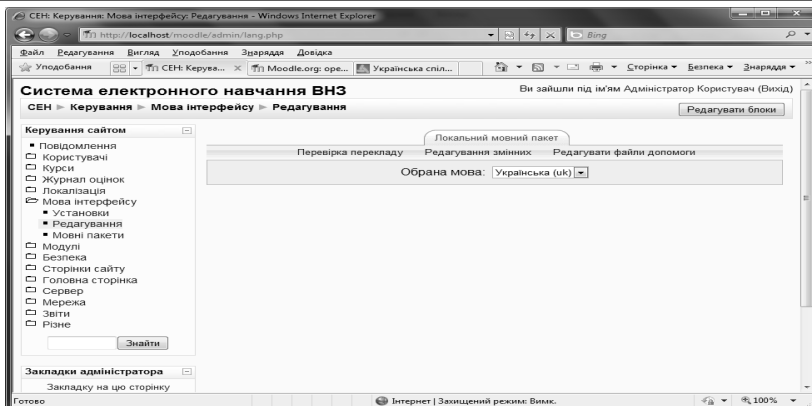 СЕН: Керування: Мова інтерфейсу: Редагування - Windows Internet Explorer
http://localhost/moodle/admin/lang.php
Bing
Файл Редагування Вигляд Уподобання Знаряддя Довідка
Уподобання СЕН: Керува... Moodle.org: ope... Українська спіл... Сторінка Безпека Знаряддя
Система електронного навчання ВНЗ
Ви зайшли під ім'ям Адміністратор Користувач (Вихід)
СЕН ► Керування ► Мова інтерфейсу ► Редагування
Редагувати блоки
Керування сайтом
Повідомлення
Користувачі
Курси
Журнал оцінок
Локалізація
Мова інтерфейсу
Установки
Редагування
Мовні пакети
Модулі
Безпека
Сторінки сайту
Головна сторінка
Сервер
Мережа
Звіти
Різне
Знайти
Закладки адміністратора
Закладку на цю сторінку
Локальний мовний пакет
Перевірка перекладу Редагування змінних Редагувати файли допомоги
Обрана мова: Українська (uk)
Готово
Інтернет | Захищений режим: Вимк.
100%